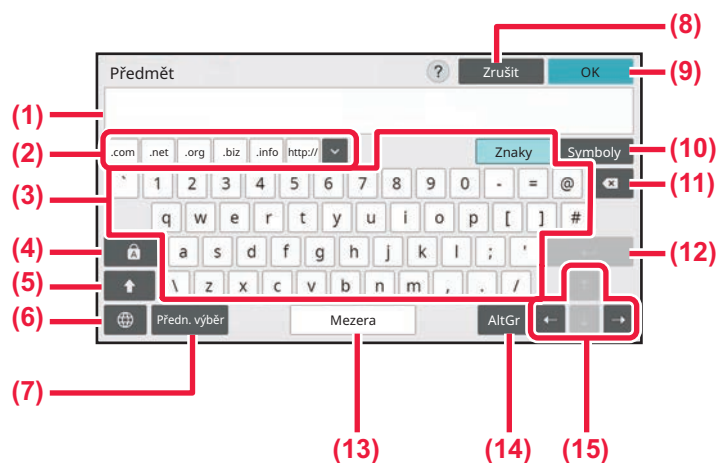 (8)
Předmět ? Zrušit OK (9)
(1)
(2) .com .net .org .biz .info http:// Znaky Symboly (10)
(3) ` 1 2 3 4 5 6 7 8 9 0 - = @ (11)
q w e r t y u i o p [ ] #
(4) A a s d f g h j k l ; ' (12)
(5) \ z x c v b n m , . /
(6) Předn. výběr Mezera AltGr
(7)
(13) (14) (15)